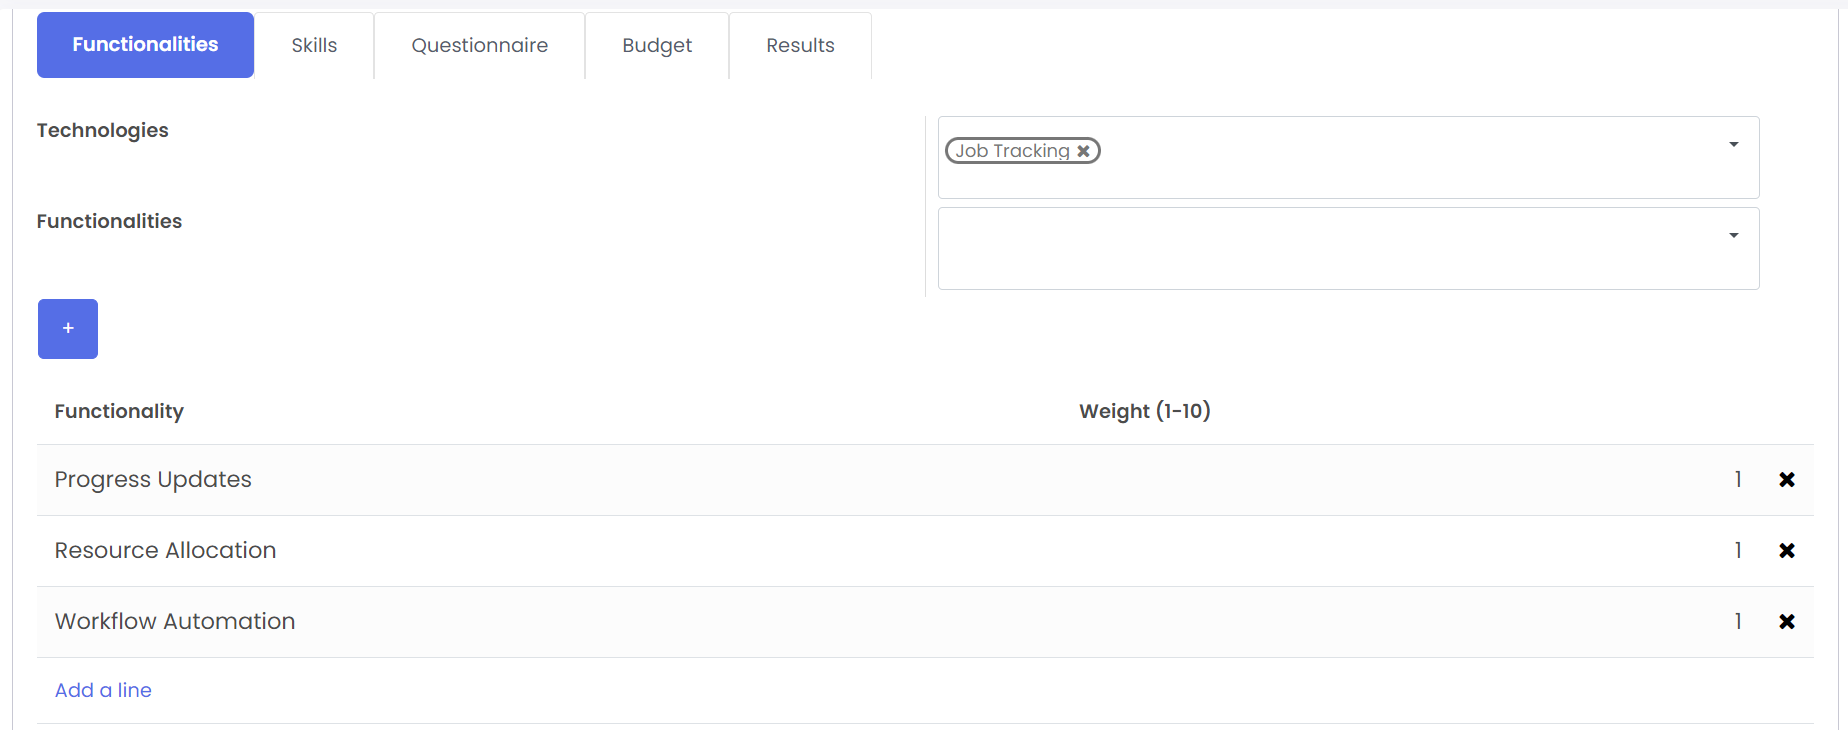 Functionalities Skills Questionnaire Budget Results
Technologies
Job Tracking ✖
Functionalities
+
Functionality Weight (1-10)
Progress Updates 1 ✖
Resource Allocation 1 ✖
Workflow Automation 1 ✖
Add a line